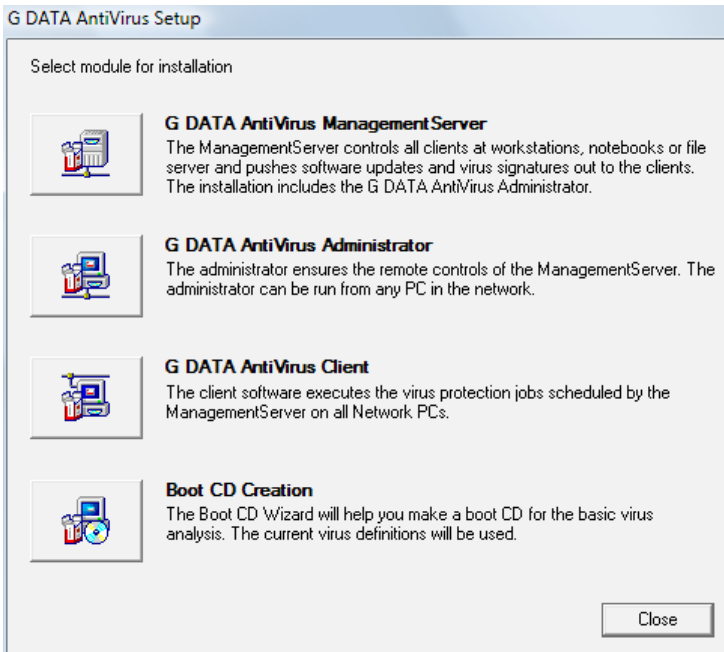 G DATA AntiVirus Setup
Select module for installation
G DATA AntiVirus ManagementServer
The ManagementServer controls all clients at workstations, notebooks or file
server and pushes software updates and virus signatures out to the clients.
The installation includes the G DATA AntiVirus Administrator.
G DATA AntiVirus Administrator
The administrator ensures the remote controls of the ManagementServer. The
administrator can be run from any PC in the network.
G DATA AntiVirus Client
The client software executes the virus protection jobs scheduled by the
ManagementServer on all Network PCs.
Boot CD Creation
The Boot CD Wizard will help you make a boot CD for the basic virus
analysis. The current virus definitions will be used.
Close